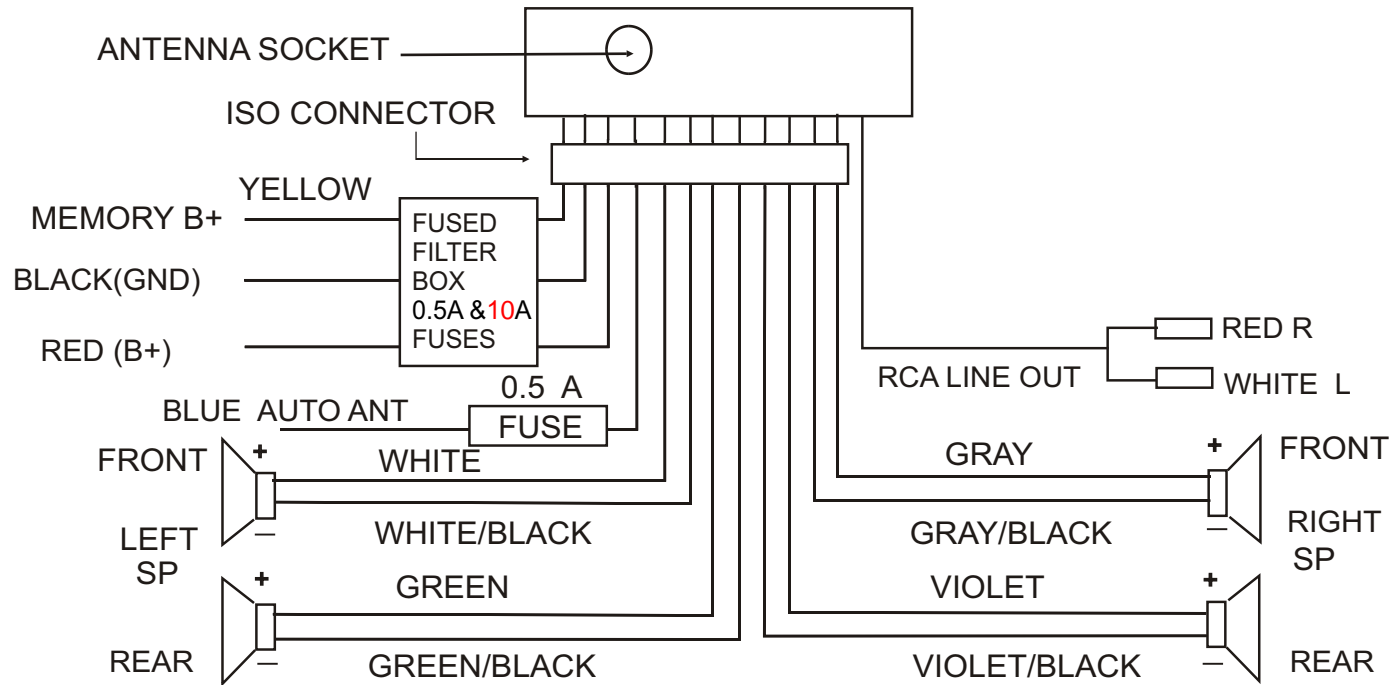 ANTENNA SOCKET
ISO CONNECTOR
YELLOW
MEMORY B+
BLACK(GND)
RED (B+)
FUSED
FILTER
BOX
0.5A &10A
FUSES
0.5 A
FUSE
BLUE AUTO ANT
RCA LINE OUT
RED R
WHITE L
FRONT
+
WHITE
–
WHITE/BLACK
LEFT
SP
+
GREEN
–
REAR
GREEN/BLACK
GRAY
+
FRONT
–
GRAY/BLACK
RIGHT
SP
VIOLET
+
–
VIOLET/BLACK
REAR